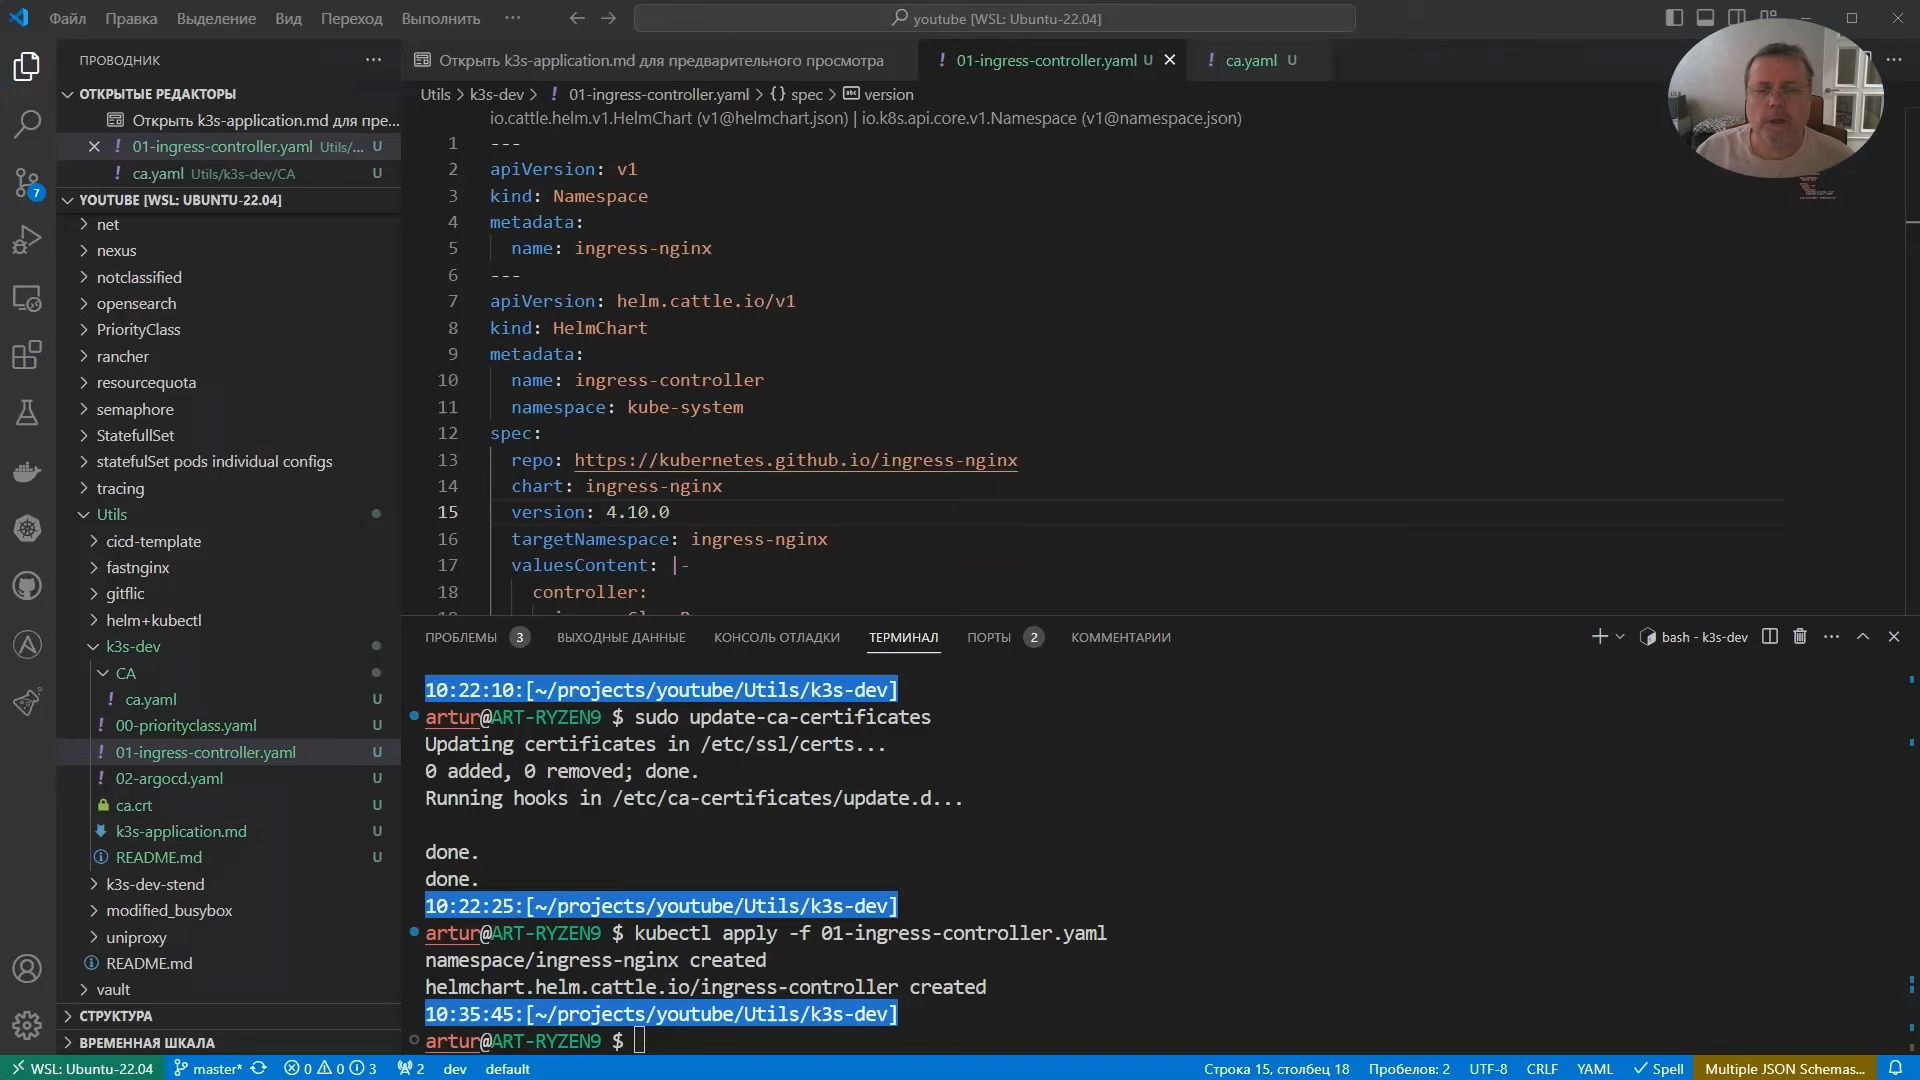 Файл Правка Выделение Вид Переход Выполнить ···
youtube [WSL: Ubuntu-22.04]
ПРОВОДНИК
ОТКРЫТЫЕ РЕДАКТОРЫ
Открыть k3s-application.md для пре...
01-ingress-controller.yaml Utils/... U
ca.yaml Utils/k3s-dev/CA U
YOUTUBE [WSL: UBUNTU-22.04]
net
nexus
notclassified
opensearch
PriorityClass
rancher
resourcequota
semaphore
StatefullSet
statefulSet pods individual configs
tracing
Utils
cicd-template
fastnginx
gitflic
helm+kubectl
k3s-dev
CA
ca.yaml U
00-priorityclass.yaml U
01-ingress-controller.yaml U
02-argocd.yaml U
ca.crt U
k3s-application.md U
README.md U
k3s-dev-stend
modified_busybox
uniproxy
README.md
vault
СТРУКТУРА
ВРЕМЕННАЯ ШКАЛА
7
Открыть k3s-application.md для предварительного просмотра
01-ingress-controller.yaml U
ca.yaml U
Utils > k3s-dev > ! 01-ingress-controller.yaml > {} spec > version
io.cattle.helm.v1.HelmChart (v1@helmchart.json) | io.k8s.api.core.v1.Namespace (v1@namespace.json)
1 ---
2 apiVersion: v1
3 kind: Namespace
4 metadata:
5 name: ingress-nginx
6 ---
7 apiVersion: helm.cattle.io/v1
8 kind: HelmChart
9 metadata:
10 name: ingress-controller
11 namespace: kube-system
12 spec:
13 repo: https://kubernetes.github.io/ingress-nginx
14 chart: ingress-nginx
15 version: 4.10.0
16 targetNamespace: ingress-nginx
17 valuesContent: |-
18 controller:
ПРОБЛЕМЫ 3 ВЫХОДНЫЕ ДАННЫЕ КОНСОЛЬ ОТЛАДКИ ТЕРМИНАЛ ПОРТЫ 2 КОММЕНТАРИИ
bash - k3s-dev
10:22:10:[~/projects/youtube/Utils/k3s-dev]
artur@ART-RYZEN9 $ sudo update-ca-certificates
Updating certificates in /etc/ssl/certs...
0 added, 0 removed; done.
Running hooks in /etc/ca-certificates/update.d...
done.
done.
10:22:25:[~/projects/youtube/Utils/k3s-dev]
artur@ART-RYZEN9 $ kubectl apply -f 01-ingress-controller.yaml
namespace/ingress-nginx created
helmchart.helm.cattle.io/ingress-controller created
10:35:45:[~/projects/youtube/Utils/k3s-dev]
artur@ART-RYZEN9 $
WSL: Ubuntu-22.04 master* 0 0 3 2 dev default
Строка 15, столбец 18 Пробелов: 2 UTF-8 CRLF YAML Spell Multiple JSON Schemas...